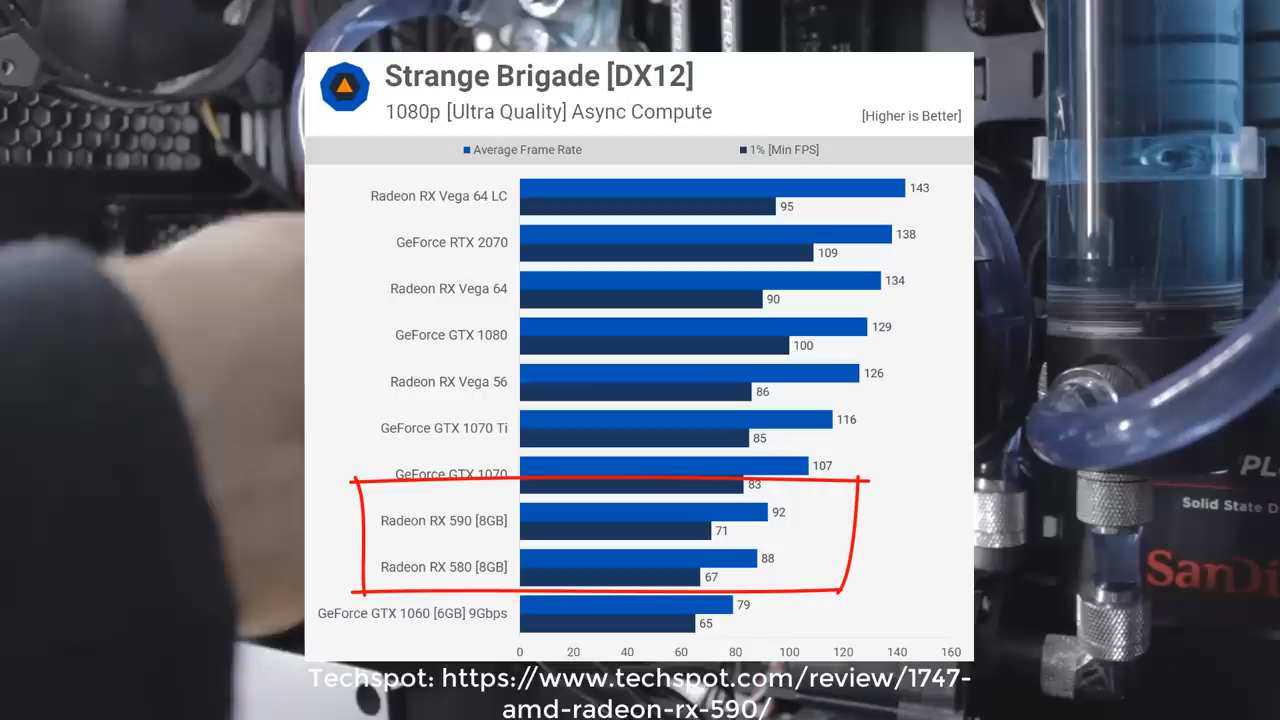 Strange Brigade [DX12]
1080p [Ultra Quality] Async Compute
[Higher is Better]
Average Frame Rate
1% [Min FPS]
Radeon RX Vega 64 LC
143
95
GeForce RTX 2070
138
109
Radeon RX Vega 64
134
90
GeForce GTX 1080
129
100
Radeon RX Vega 56
126
86
GeForce GTX 1070 Ti
116
85
GeForce GTX 1070
107
83
Radeon RX 590 [8GB]
92
71
Radeon RX 580 [8GB]
88
67
GeForce GTX 1060 [6GB] 9Gbps
79
65
0 20 40 60 80 100 120 140 160
Techspot: https://www.techspot.com/review/1747-
amd-radeon-rx-590/
PL
Solid State D
SanDi